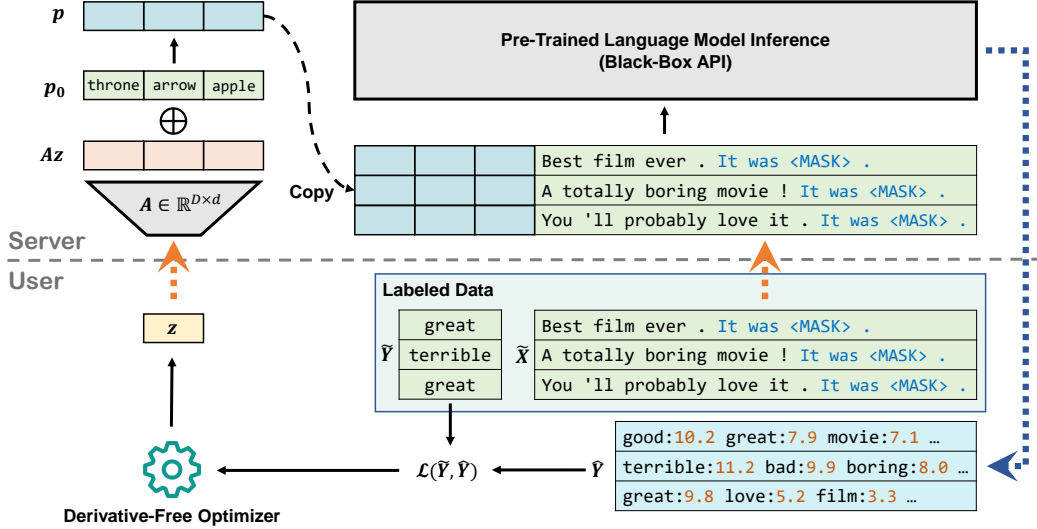 p
Pre-Trained Language Model Inference
(Black-Box API)
p₀ throne arrow apple
Az
Copy
Best film ever . It was <MASK> .
A totally boring movie ! It was <MASK> .
You 'll probably love it . It was <MASK> .
A ∈ ℝ^{D×d}
Server
User
Labeled Data
z
Ỹ
great
terrible
great
X̃
Best film ever . It was <MASK> .
A totally boring movie ! It was <MASK> .
You 'll probably love it . It was <MASK> .
ℒ(Ỹ, Ŷ)
Ŷ
good:10.2 great:7.9 movie:7.1 …
terrible:11.2 bad:9.9 boring:8.0 …
great:9.8 love:5.2 film:3.3 …
Derivative-Free Optimizer